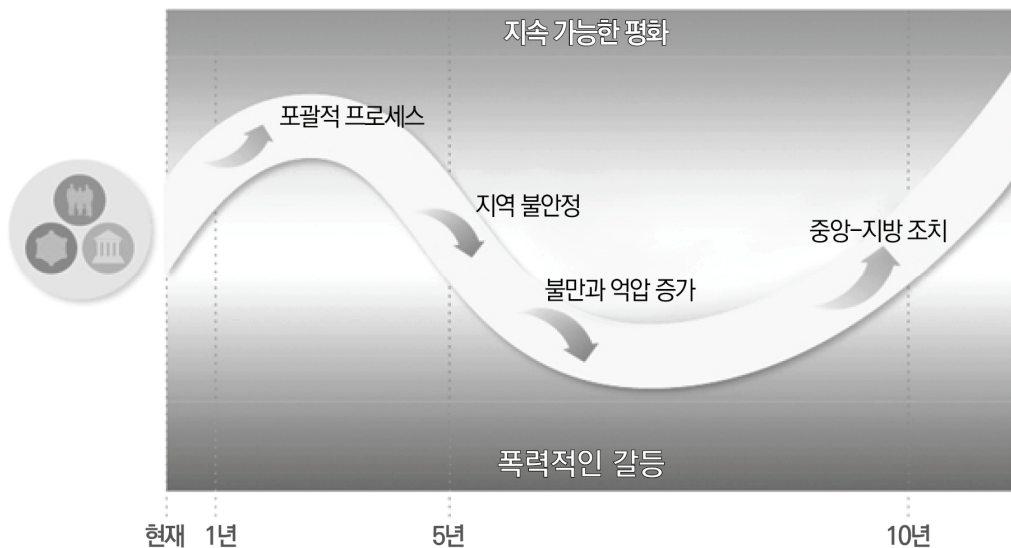 지속 가능한 평화
포괄적 프로세스
지역 불안정
중앙-지방 조치
불만과 억압 증가
폭력적인 갈등
현재 1년 5년 10년